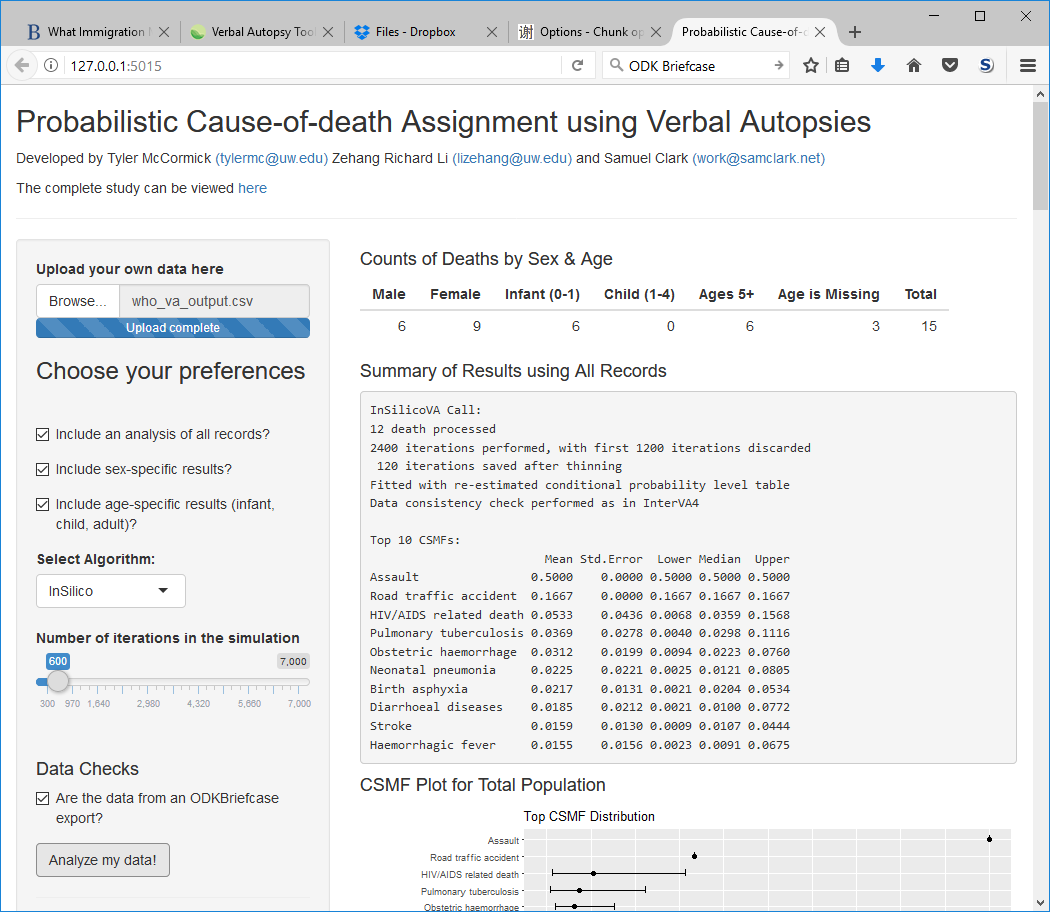 What Immigration
Verbal Autopsy Too
Files - Dropbox
Options - Chunk op
Probabilistic Cause-of-d
127.0.0.1:5015
ODK Briefcase
Probabilistic Cause-of-death Assignment using Verbal Autopsies
Developed by Tyler McCormick (tylermc@uw.edu) Zehang Richard Li (lizehang@uw.edu) and Samuel Clark (work@samclark.net)
The complete study can be viewed here
Upload your own data here
Browse... who_va_output.csv
Upload complete
Choose your preferences
Include an analysis of all records?
Include sex-specific results?
Include age-specific results (infant,
child, adult)?
Select Algorithm:
InSilico
Number of iterations in the simulation
600 7,000
300 970 1,640 2,980 4,320 5,660 7,000
Data Checks
Are the data from an ODKBriefcase
export?
Analyze my data!
Counts of Deaths by Sex & Age
Male Female Infant (0-1) Child (1-4) Ages 5+ Age is Missing Total
6 9 6 0 6 3 15
Summary of Results using All Records
InSilicoVA Call:
12 death processed
2400 iterations performed, with first 1200 iterations discarded
120 iterations saved after thinning
Fitted with re-estimated conditional probability level table
Data consistency check performed as in InterVA4
Top 10 CSMFs:
Mean Std.Error Lower Median Upper
Assault 0.5000 0.0000 0.5000 0.5000 0.5000
Road traffic accident 0.1667 0.0000 0.1667 0.1667 0.1667
HIV/AIDS related death 0.0533 0.0436 0.0068 0.0359 0.1568
Pulmonary tuberculosis 0.0369 0.0278 0.0040 0.0298 0.1116
Obstetric haemorrhage 0.0312 0.0199 0.0094 0.0223 0.0760
Neonatal pneumonia 0.0225 0.0221 0.0025 0.0121 0.0805
Birth asphyxia 0.0217 0.0131 0.0021 0.0204 0.0534
Diarrhoeal diseases 0.0185 0.0212 0.0021 0.0100 0.0772
Stroke 0.0159 0.0130 0.0009 0.0107 0.0444
Haemorrhagic fever 0.0155 0.0156 0.0023 0.0091 0.0675
CSMF Plot for Total Population
Top CSMF Distribution
Assault
Road traffic accident
HIV/AIDS related death
Pulmonary tuberculosis
Obstetric haemorrhage